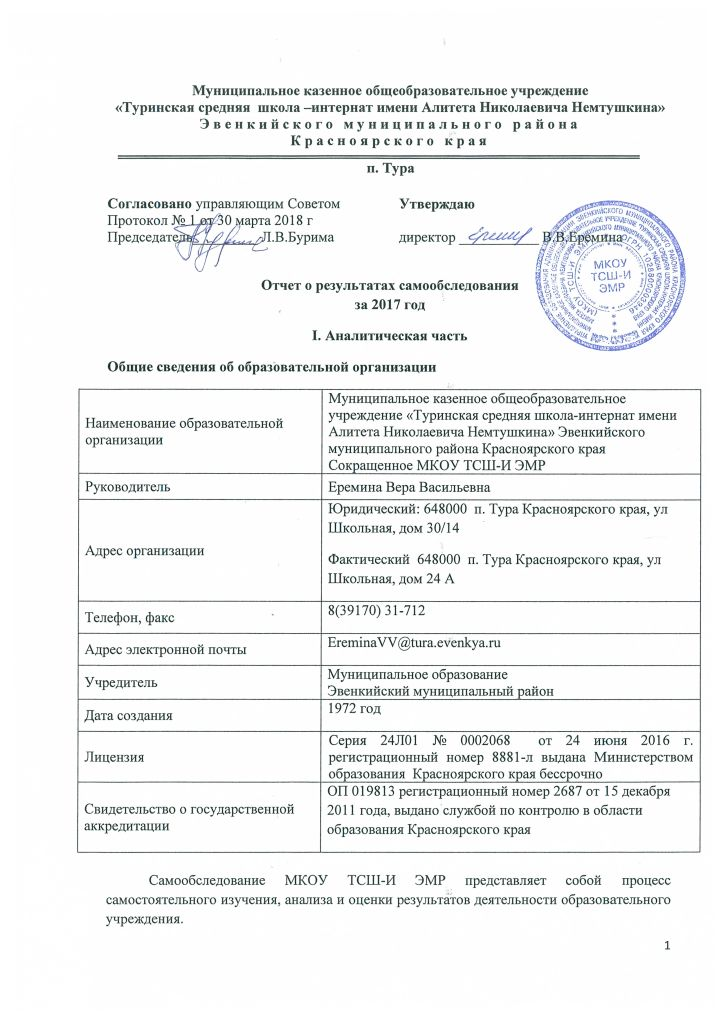 Муниципальное казенное общеобразовательное учреждение
«Туринская средняя школа –интернат имени Алитета Николаевича Немтушкина»
Э в е н к и й с к о г о м у н и ц и п а л ь н о г о р а й о н а
К р а с н о я р с к о г о к р а я
п. Тура
Согласовано управляющим Советом
Протокол № 1 от 30 марта 2018 г
Председатель Л.В.Бурима
Утверждаю
директор В.В.Еремина
МКОУ
ТСШ-И
ЭМР
Отчет о результатах самообследования
за 2017 год
I. Аналитическая часть
Общие сведения об образовательной организации
Наименование образовательной
организации
Муниципальное казенное общеобразовательное
учреждение «Туринская средняя школа-интернат имени
Алитета Николаевича Немтушкина» Эвенкийского
муниципального района Красноярского края
Сокращенное МКОУ ТСШ-И ЭМР
Руководитель
Еремина Вера Васильевна
Адрес организации
Юридический: 648000 п. Тура Красноярского края, ул
Школьная, дом 30/14
Фактический 648000 п. Тура Красноярского края, ул
Школьная, дом 24 А
Телефон, факс
8(39170) 31-712
Адрес электронной почты
EreminaVV@tura.evenkya.ru
Учредитель
Муниципальное образование
Эвенкийский муниципальный район
Дата создания
1972 год
Лицензия
Серия 24Л01 № 0002068 от 24 июня 2016 г.
регистрационный номер 8881-л выдана Министерством
образования Красноярского края бессрочно
Свидетельство о государственной
аккредитации
ОП 019813 регистрационный номер 2687 от 15 декабря
2011 года, выдано службой по контролю в области
образования Красноярского края
Самообследование МКОУ ТСШ-И ЭМР представляет собой процесс
самостоятельного изучения, анализа и оценки результатов деятельности образовательного
учреждения.
1